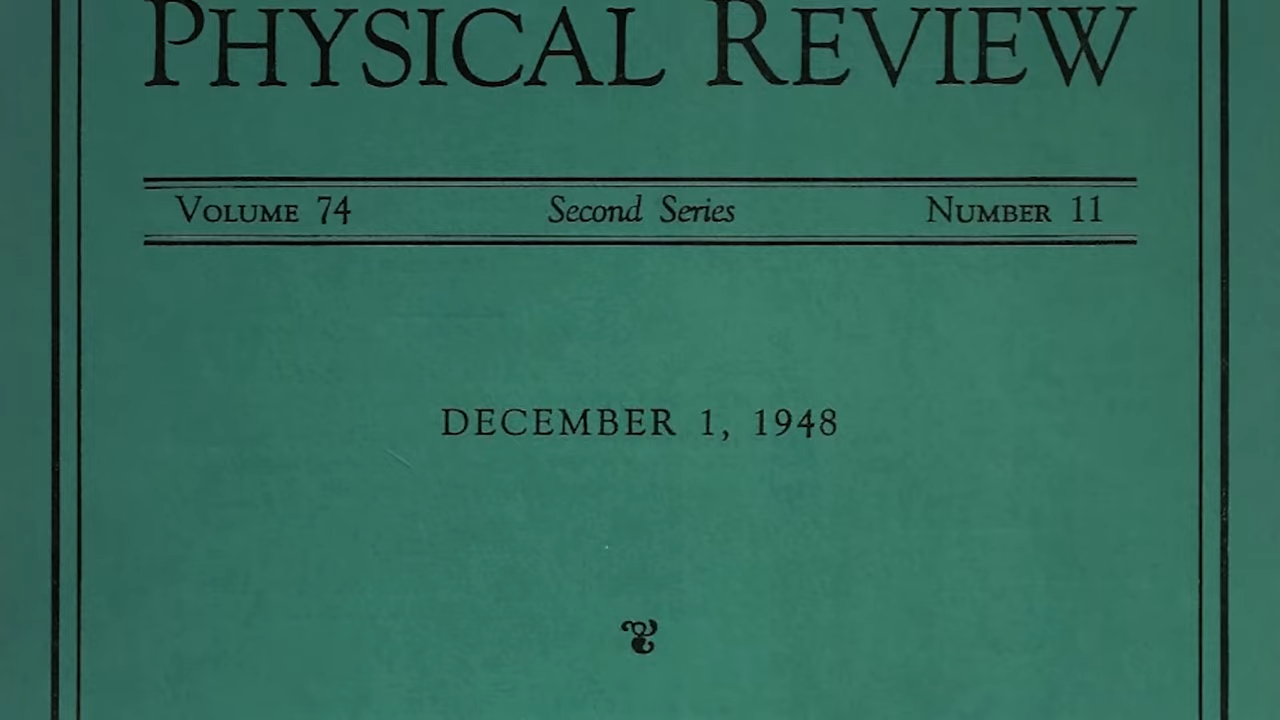 PHYSICAL REVIEW
VOLUME 74 Second Series NUMBER 11
DECEMBER 1, 1948